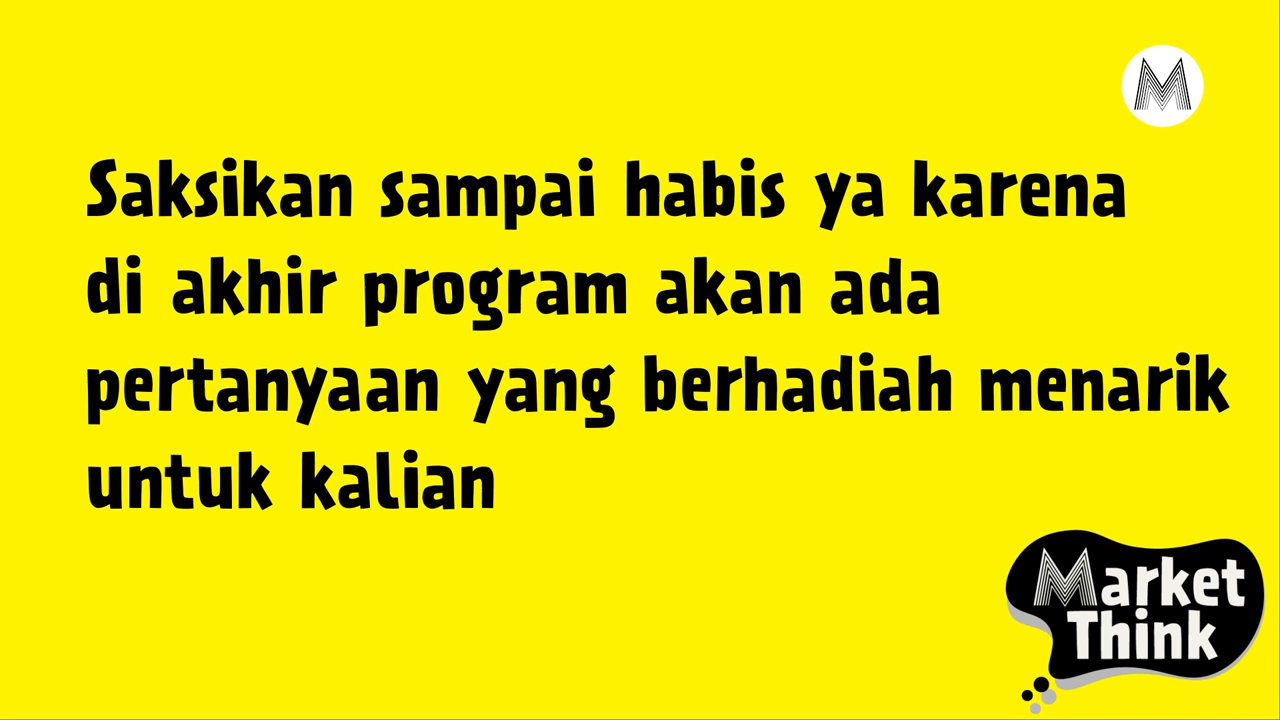 M
Saksikan sampai habis ya karena
di akhir program akan ada
pertanyaan yang berhadiah menarik
untuk kalian
Market
Think